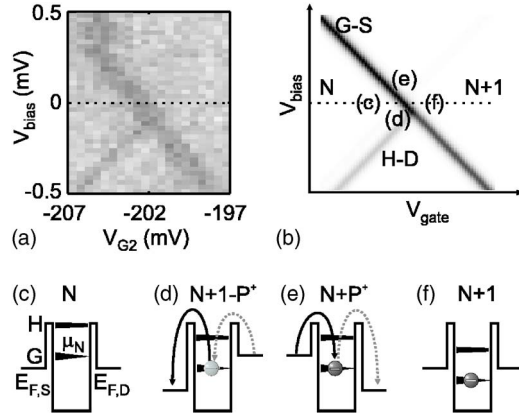 0.5
0
-0.5
V_bias (mV)
-207 -202 -197
V_G2 (mV)
(a)
G-S
N
(e)
N+1
(c)
(f)
(d)
H-D
V_bias
V_gate
(b)
(c) N
(d) N+1-P⁺
(e) N+P⁺
(f) N+1
H
μ_N
G
E_F,S
E_F,D